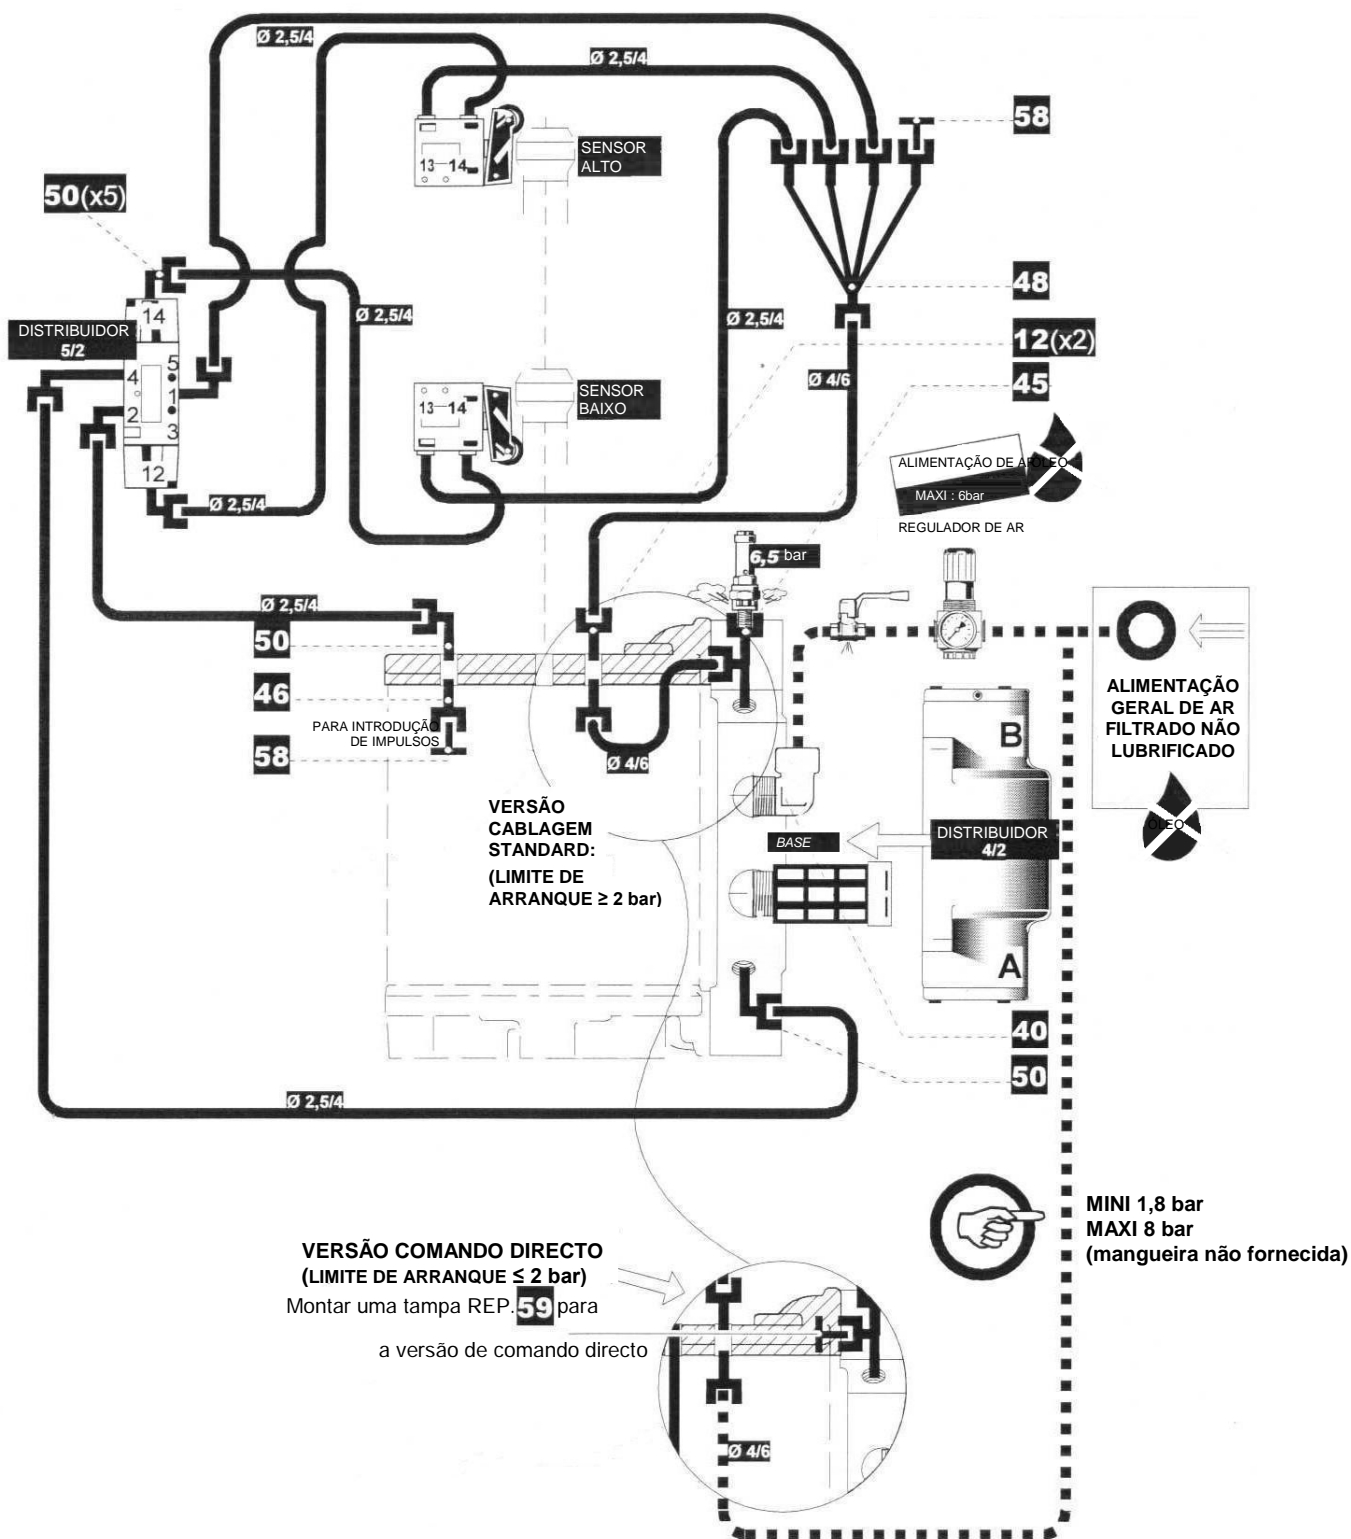 Ø 2,5/4
Ø 2,5/4
58
13 14
SENSOR
ALTO
50(x5)
14
48
DISTRIBUIDOR
5/2
Ø 2,5/4
Ø 2,5/4
12(x2)
5
4
1
2
3
12
Ø 4/6
45
13 14
SENSOR
BAIXO
ALIMENTAÇÃO DE AR
ÓLEO
MAXI : 6bar
REGULADOR DE AR
Ø 2,5/4
6,5 bar
Ø 2,5/4
50
46
PARA INTRODUÇÃO
DE IMPULSOS
58
Ø 4/6
ALIMENTAÇÃO
GERAL DE AR
FILTRADO NÃO
LUBRIFICADO
ÓLEO
B
VERSÃO
CABLAGEM
STANDARD:
(LIMITE DE
ARRANQUE ≥ 2 bar)
BASE
DISTRIBUIDOR
4/2
A
40
50
Ø 2,5/4
MINI 1,8 bar
MAXI 8 bar
(mangueira não fornecida)
VERSÃO COMANDO DIRECTO
(LIMITE DE ARRANQUE ≤ 2 bar)
Montar uma tampa REP. 59 para
a versão de comando directo
Ø 4/6